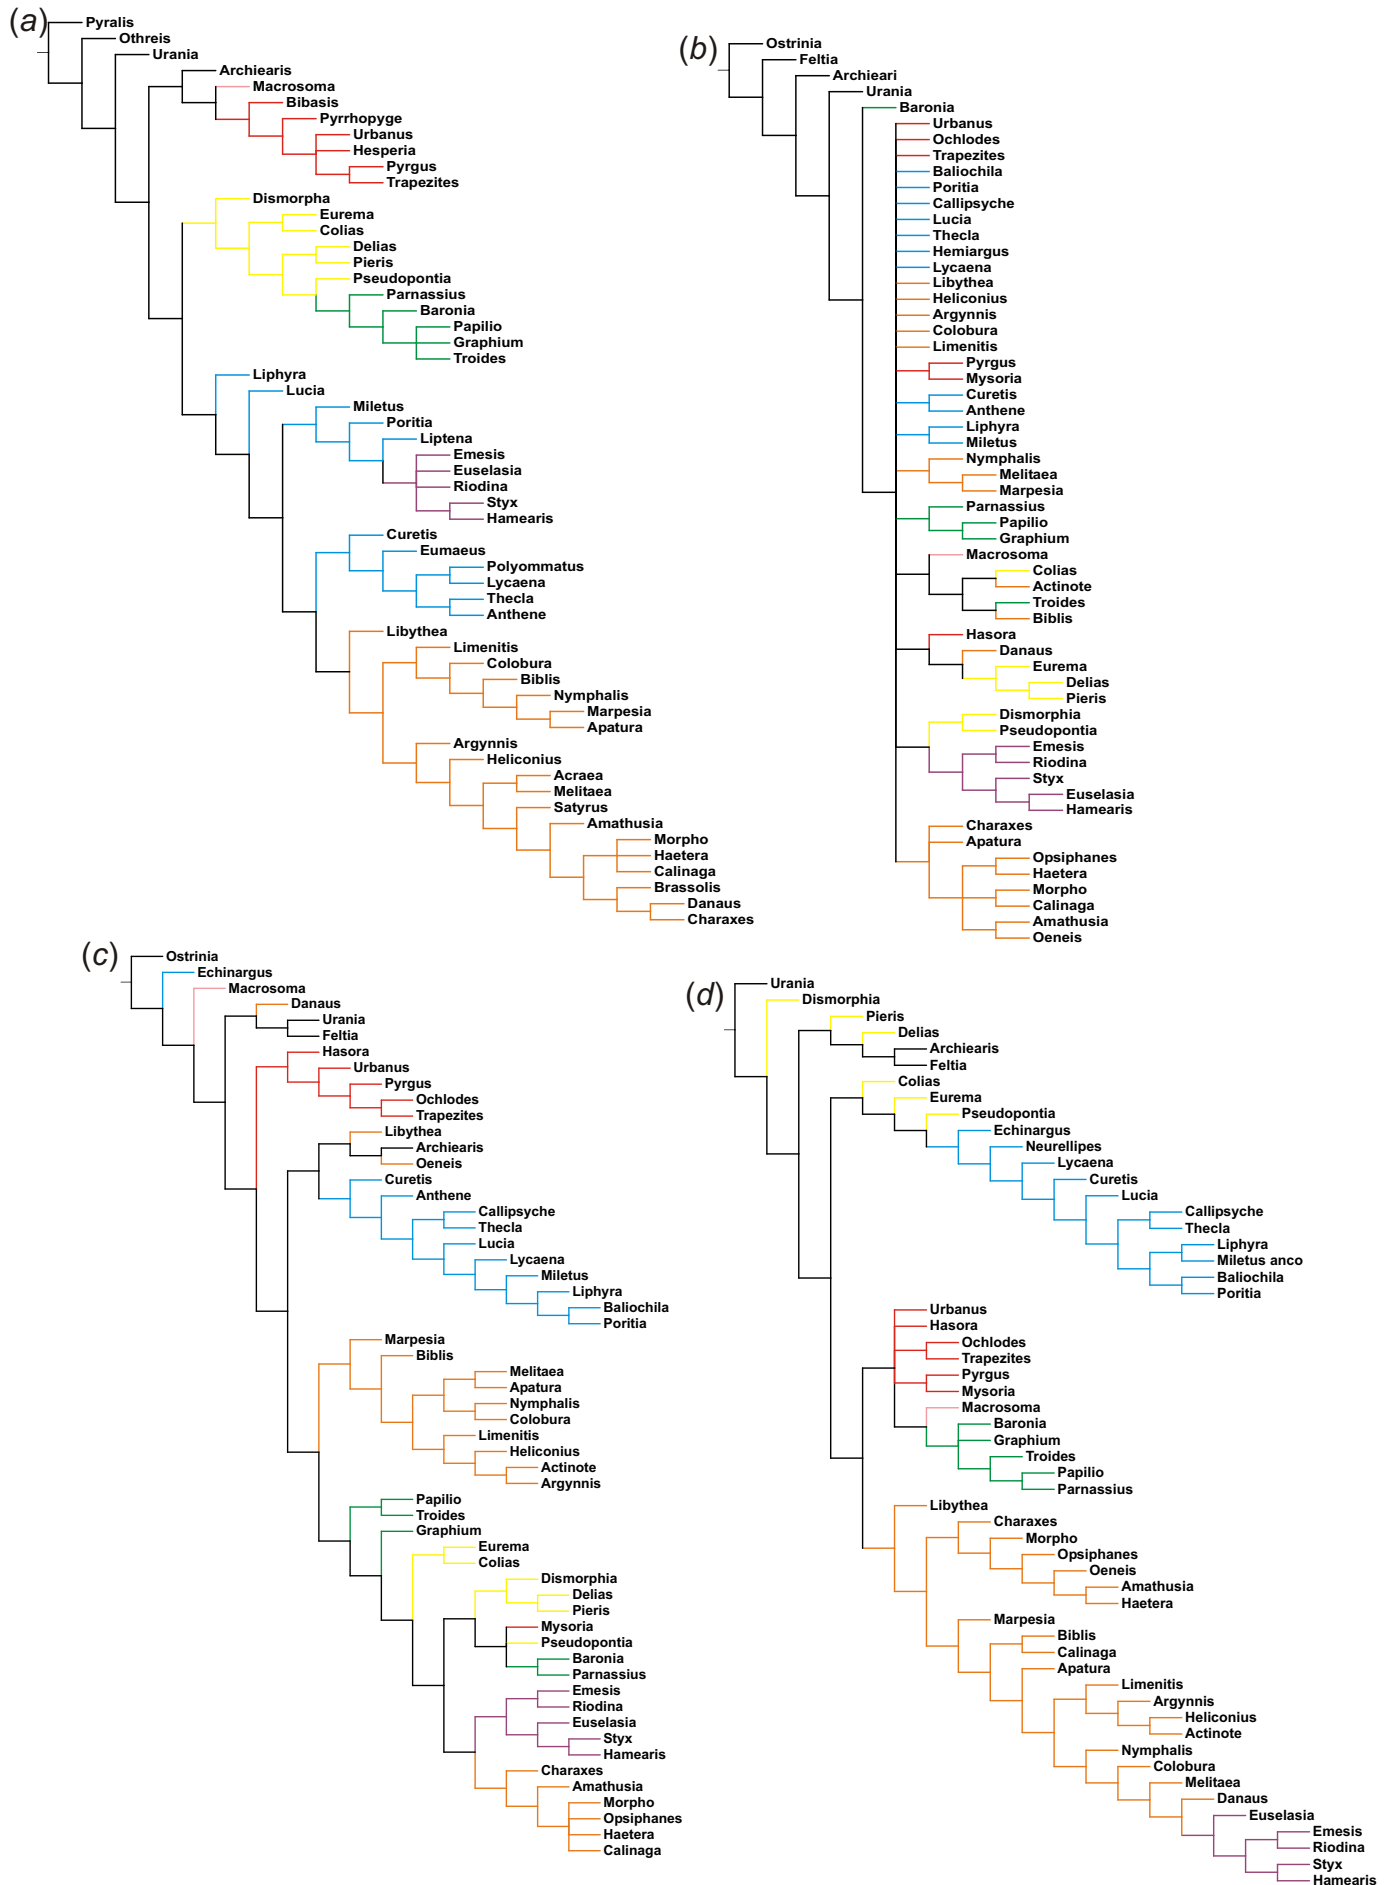 (a)
Pyralis
Othreis
Urania
Archiearis
Macrosoma
Bibasis
Pyrrhopyge
Urbanus
Hesperia
Pyrgus
Trapezites
Dismorpha
Eurema
Colias
Delias
Pieris
Pseudopontia
Parnassius
Baronia
Papilio
Graphium
Troides
Liphyra
Lucia
Miletus
Poritia
Liptena
Emesis
Euselasia
Riodina
Styx
Hamearis
Curetis
Eumaeus
Polyommatus
Lycaena
Thecla
Anthene
Libythea
Limenitis
Colobura
Biblis
Nymphalis
Marpesia
Apatura
Argynnis
Heliconius
Acraea
Melitaea
Satyrus
Amathusia
Morpho
Haetera
Calinaga
Brassolis
Danaus
Charaxes
(b)
Ostrinia
Feltia
Archieari
Urania
Baronia
Urbanus
Ochlodes
Trapezites
Baliochila
Poritia
Callipsyche
Lucia
Thecla
Hemiargus
Lycaena
Libythea
Heliconius
Argynnis
Colobura
Limenitis
Pyrgus
Mysoria
Curetis
Anthene
Liphyra
Miletus
Nymphalis
Melitaea
Marpesia
Parnassius
Papilio
Graphium
Macrosoma
Colias
Actinote
Troides
Biblis
Hasora
Danaus
Eurema
Delias
Pieris
Dismorphia
Pseudopontia
Emesis
Riodina
Styx
Euselasia
Hamearis
Charaxes
Apatura
Opsiphanes
Haetera
Morpho
Calinaga
Amathusia
Oeneis
(c)
Ostrinia
Echinargus
Macrosoma
Danaus
Urania
Feltia
Hasora
Urbanus
Pyrgus
Ochlodes
Trapezites
Libythea
Archiearis
Oeneis
Curetis
Anthene
Callipsyche
Thecla
Lucia
Lycaena
Miletus
Liphyra
Baliochila
Poritia
Marpesia
Biblis
Melitaea
Apatura
Nymphalis
Colobura
Limenitis
Heliconius
Actinote
Argynnis
Papilio
Troides
Graphium
Eurema
Colias
Dismorphia
Delias
Pieris
Mysoria
Pseudopontia
Baronia
Parnassius
Emesis
Riodina
Euselasia
Styx
Hamearis
Charaxes
Amathusia
Morpho
Opsiphanes
Haetera
Calinaga
(d)
Urania
Dismorphia
Pieris
Delias
Archiearis
Feltia
Colias
Eurema
Pseudopontia
Echinargus
Neurellipes
Lycaena
Curetis
Lucia
Callipsyche
Thecla
Liphyra
Miletus anco
Baliochila
Poritia
Urbanus
Hasora
Ochlodes
Trapezites
Pyrgus
Mysoria
Macrosoma
Baronia
Graphium
Troides
Papilio
Parnassius
Libythea
Charaxes
Morpho
Opsiphanes
Oeneis
Amathusia
Haetera
Marpesia
Biblis
Calinaga
Apatura
Limenitis
Argynnis
Heliconius
Actinote
Nymphalis
Colobura
Melitaea
Danaus
Euselasia
Emesis
Riodina
Styx
Hamearis